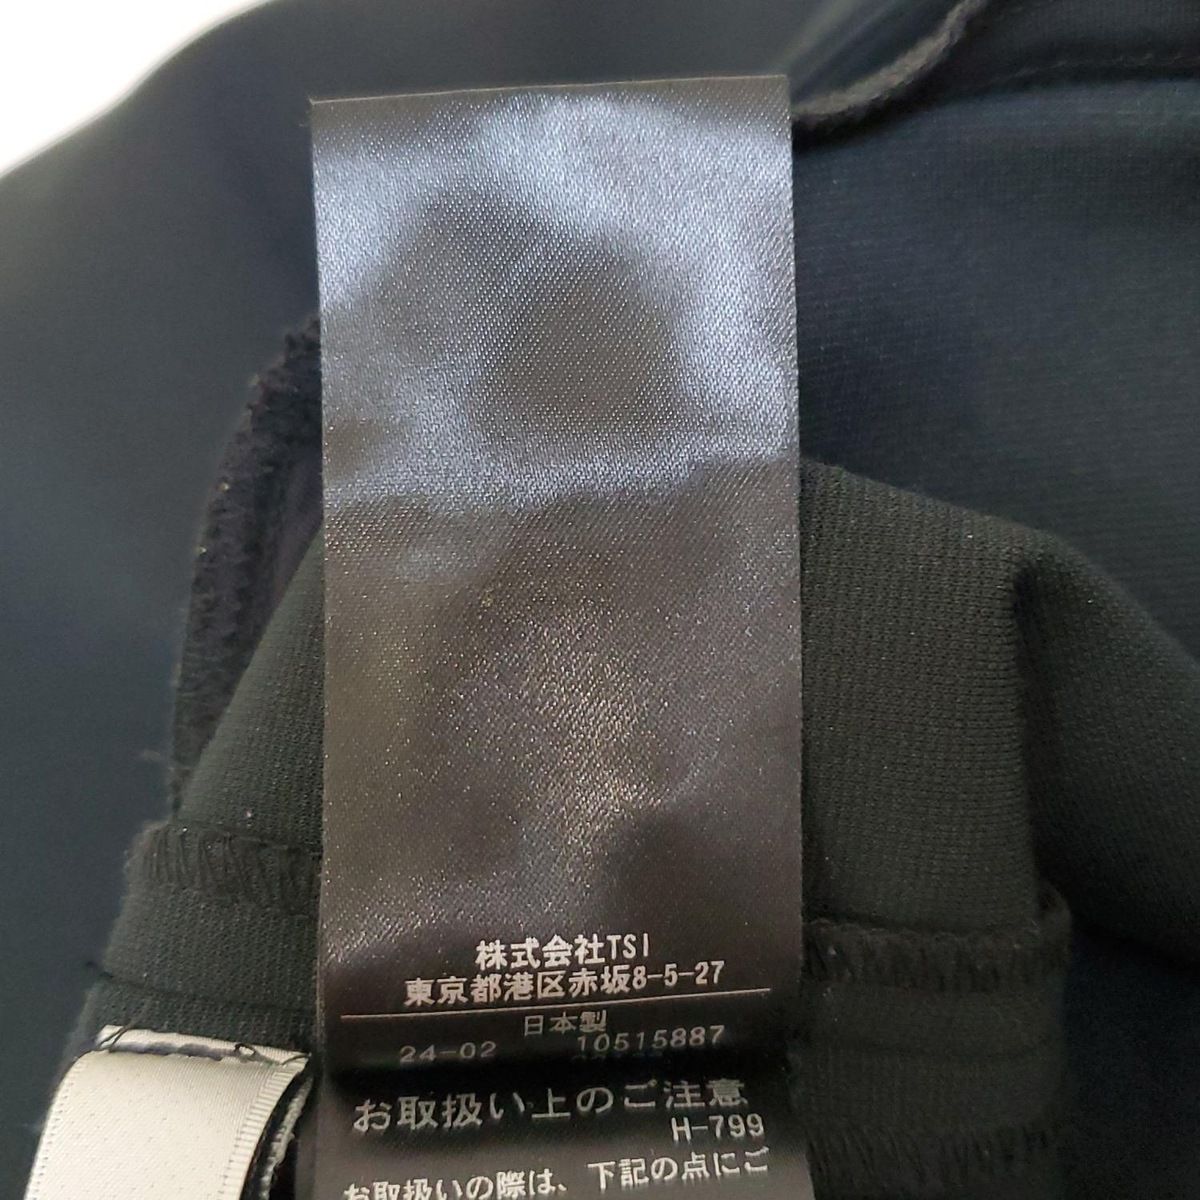 株式会社TSI
東京都港区赤坂8-5-27
日本製
24-02 10515887
お取扱い上のご注意
H-799
お取扱いの際は、下記の点にご